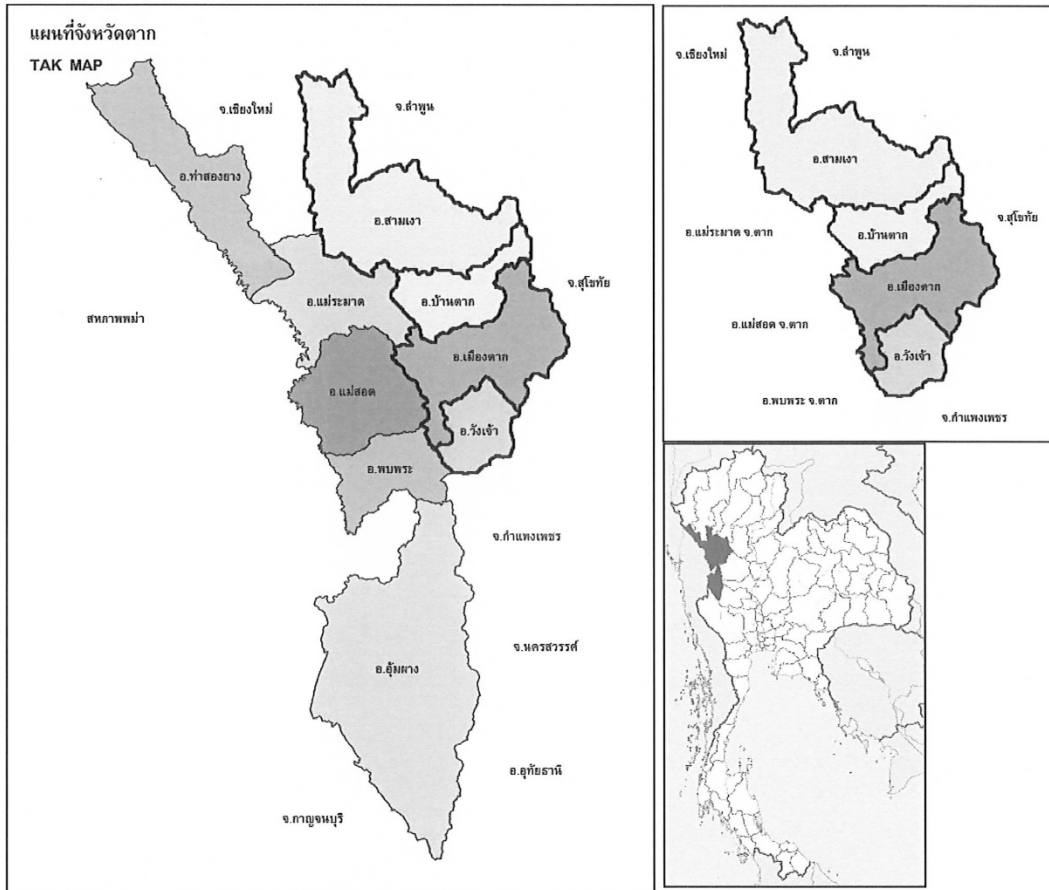 แผนที่จังหวัดตาก
TAK MAP
จ.เชียงใหม่
จ.ลำพูน
อ.ท่าสองยาง
อ.สามเงา
จ.สุโขทัย
อ.แม่ระมาด
อ.บ้านตาก
สหภาพพม่า
อ.เมืองตาก
อ.แม่สอด
อ.วังเจ้า
อ.พบพระ
จ.กำแพงเพชร
จ.นครสวรรค์
อ.อุ้มผาง
อ.อุทัยธานี
จ.กาญจนบุรี
จ.เชียงใหม่
จ.ลำพูน
อ.สามเงา
จ.สุโขทัย
อ.แม่ระมาด จ.ตาก
อ.บ้านตาก
อ.เมืองตาก
อ.แม่สอด จ.ตาก
อ.วังเจ้า
อ.พบพระ จ.ตาก
จ.กำแพงเพชร